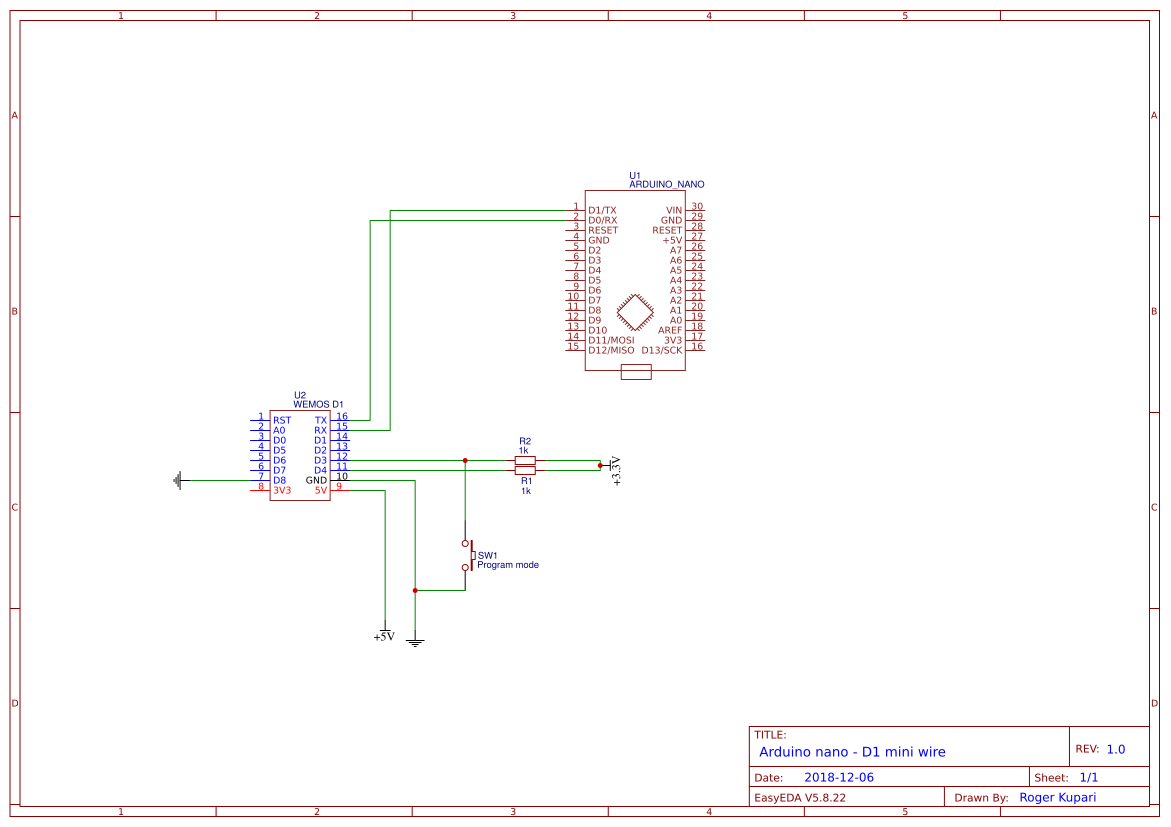 1 2 3 4 5
A A
B B
C C
D D
U1
ARDUINO_NANO
1 D1/TX VIN 30
2 D0/RX GND 29
3 RESET RESET 28
4 GND +5V 27
5 D2 A7 26
6 D3 A6 25
7 D4 A5 24
8 D5 A4 23
9 D6 A3 22
10 D7 A2 21
11 D8 A1 20
12 D9 A0 19
13 D10 AREF 18
14 D11/MOSI 3V3 17
15 D12/MISO D13/SCK 16
U2
WEMOS D1
1 RST TX 16
2 A0 RX 15
3 D0 D1 14
4 D5 D2 13
5 D6 D3 12
6 D7 D4 11
7 D8 GND 10
8 3V3 5V 9
R2
1k
R1
1k
+3.3V
SW1
Program mode
+5V
TITLE:
Arduino nano - D1 mini wire
REV: 1.0
Date: 2018-12-06
Sheet: 1/1
EasyEDA V5.8.22
Drawn By: Roger Kupari
1 2 3 4 5